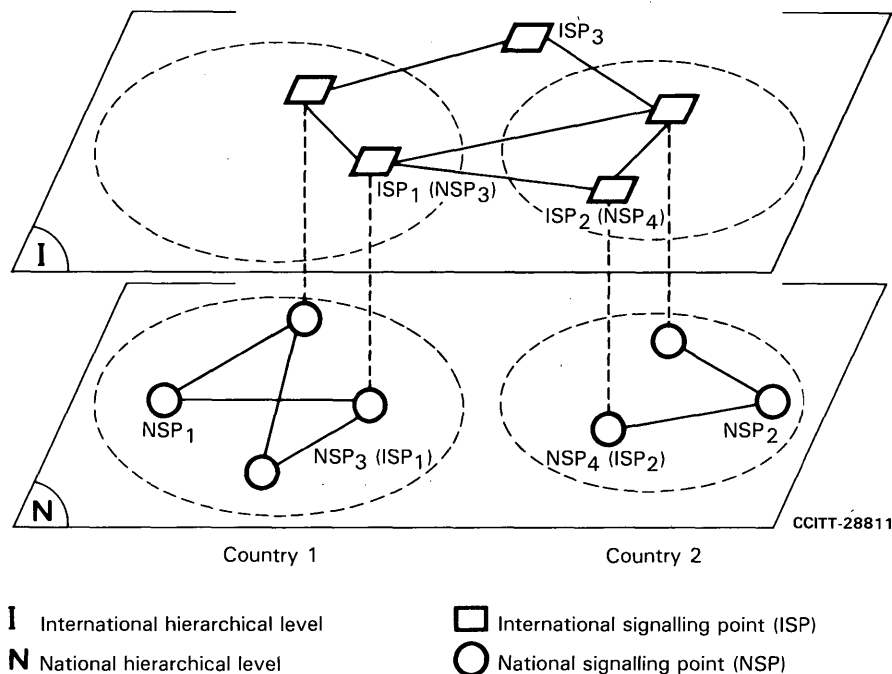 ISP3
ISP1 (NSP3)
ISP2 (NSP4)
I
NSP1
NSP3 (ISP1)
NSP4 (ISP2)
NSP2
N
CCITT-28811
Country 1
Country 2
I International hierarchical level
International signalling point (ISP)
N National hierarchical level
National signalling point (NSP)